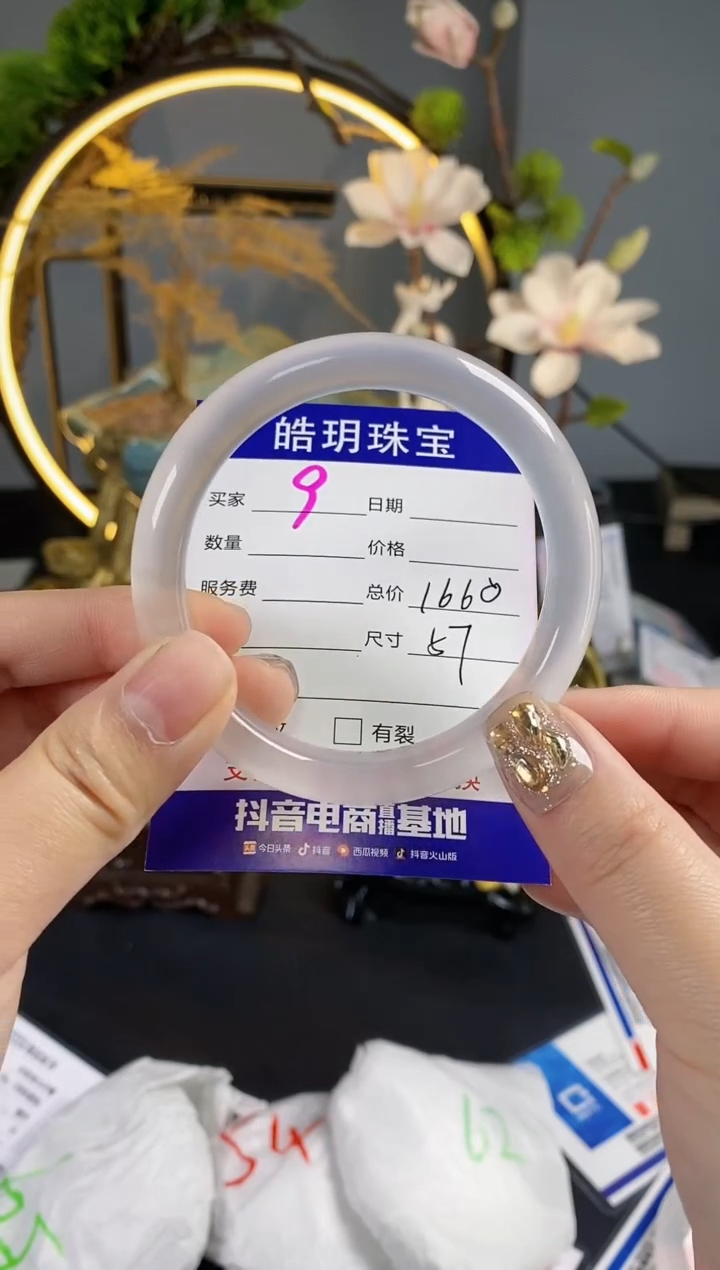 皓玥珠宝
买家 9 日期
数量 价格
服务费 总价 1660
尺寸 57
有裂
抖音电商直播基地
今日头条 抖音 西瓜视频 抖音火山版
54
62